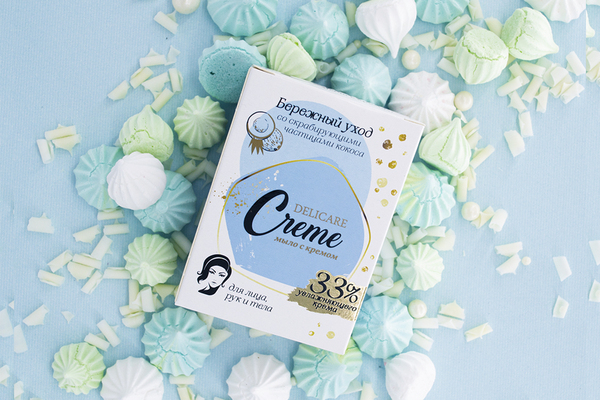 Бережный уход
со скрабирующими
частицами кокоса
DELICARE
Creme
мыло с кремом
для лица,
рук и тела
33%
увлажняющего
крема